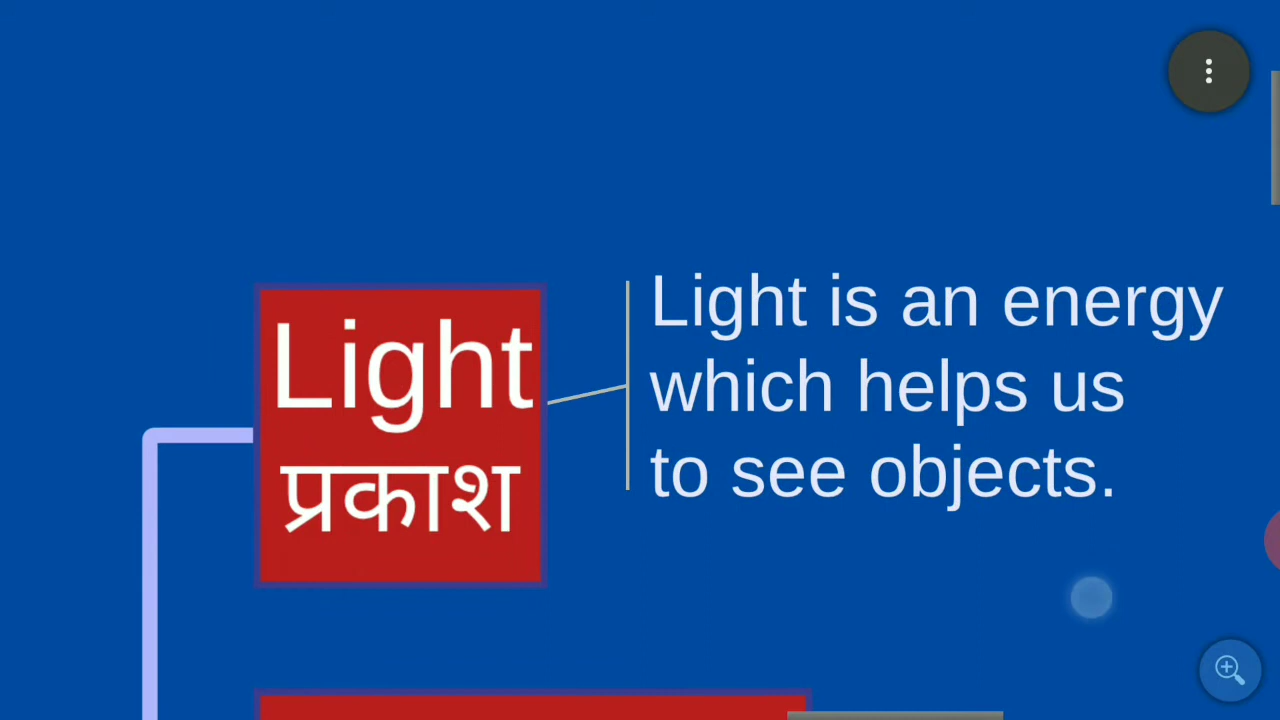 Light
प्रकाश
Light is an energy
which helps us
to see objects.